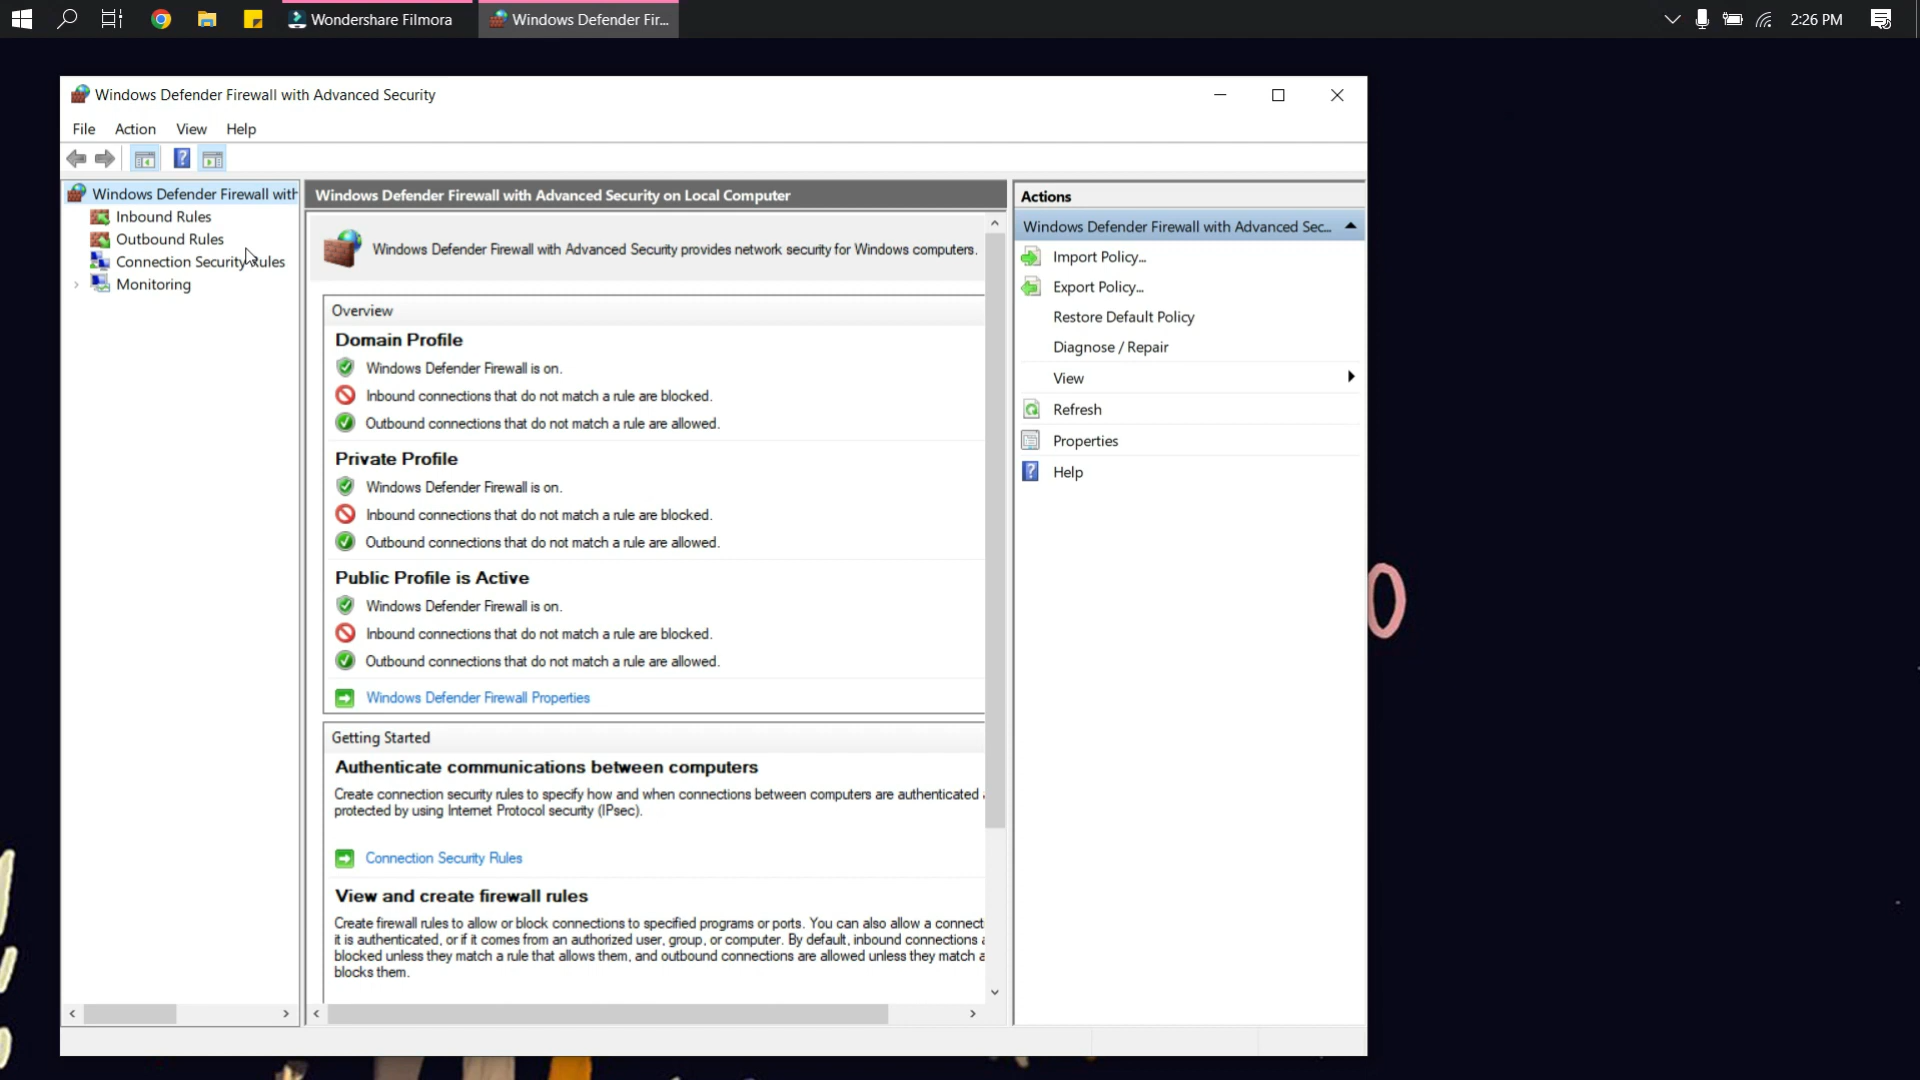 Wondershare Filmora
Windows Defender Fir...
2:26 PM
Windows Defender Firewall with Advanced Security
File Action View Help
Windows Defender Firewall with
Inbound Rules
Outbound Rules
Connection Security Rules
Monitoring
Windows Defender Firewall with Advanced Security on Local Computer
Windows Defender Firewall with Advanced Security provides network security for Windows computers.
Overview
Domain Profile
Windows Defender Firewall is on.
Inbound connections that do not match a rule are blocked.
Outbound connections that do not match a rule are allowed.
Private Profile
Windows Defender Firewall is on.
Inbound connections that do not match a rule are blocked.
Outbound connections that do not match a rule are allowed.
Public Profile is Active
Windows Defender Firewall is on.
Inbound connections that do not match a rule are blocked.
Outbound connections that do not match a rule are allowed.
Windows Defender Firewall Properties
Getting Started
Authenticate communications between computers
Create connection security rules to specify how and when connections between computers are authenticated
protected by using Internet Protocol security (IPsec).
Connection Security Rules
View and create firewall rules
Create firewall rules to allow or block connections to specified programs or ports. You can also allow a connect
it is authenticated, or if it comes from an authorized user, group, or computer. By default, inbound connections
blocked unless they match a rule that allows them, and outbound connections are allowed unless they match a
blocks them.
Actions
Windows Defender Firewall with Advanced Sec...
Import Policy...
Export Policy...
Restore Default Policy
Diagnose / Repair
View
Refresh
Properties
Help